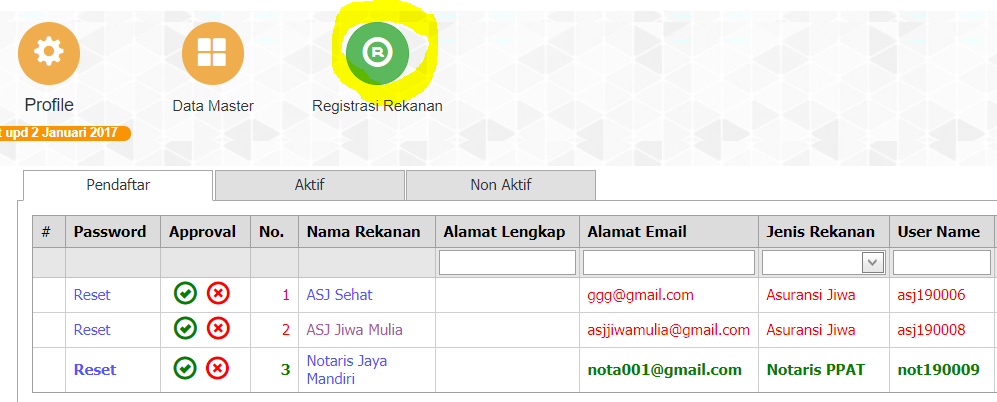 R
Profile
Data Master
Registrasi Rekanan
t upd 2 Januari 2017
Pendaftar Aktif Non Aktif
# Password Approval No. Nama Rekanan Alamat Lengkap Alamat Email Jenis Rekanan User Name
Reset 1 ASJ Sehat ggg@gmail.com Asuransi Jiwa asj190006
Reset 2 ASJ Jiwa Mulia asjjiwamulia@gmail.com Asuransi Jiwa asj190008
Reset 3 Notaris Jaya nota001@gmail.com Notaris PPAT not190009
Mandiri